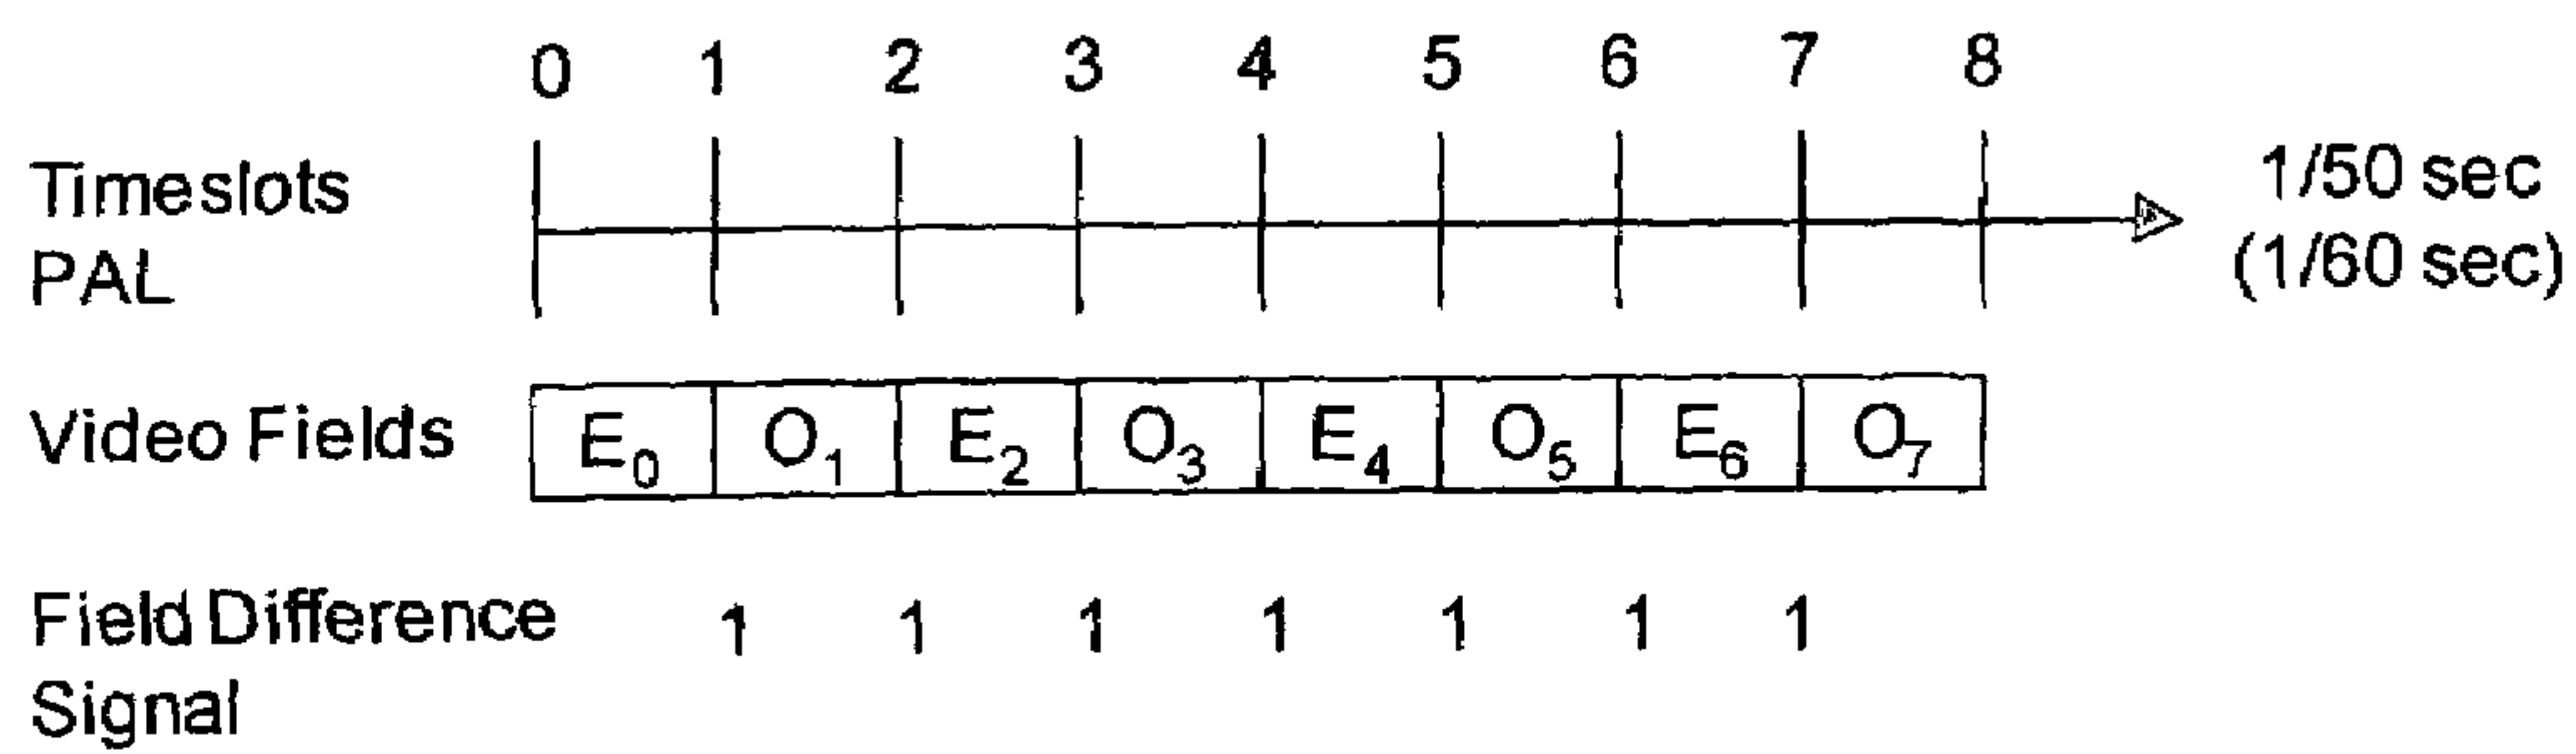 0 1 2 3 4 5 6 7 8
Timeslots
PAL
1/50 sec
(1/60 sec)
Video Fields E₀ O₁ E₂ O₃ E₄ O₅ E₆ O₇
Field Difference 1 1 1 1 1 1 1
Signal